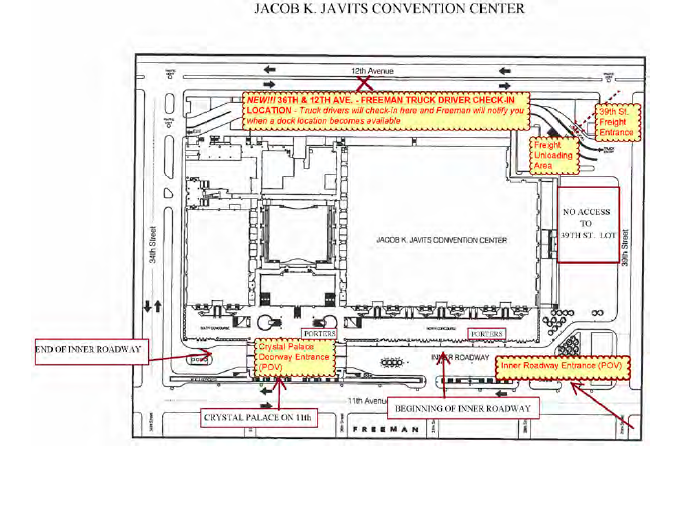 JACOB K. JAVITS CONVENTION CENTER
12th Avenue
NEW!!! 36TH & 12TH AVE. - FREEMAN TRUCK DRIVER CHECK-IN
LOCATION - Truck drivers will check-in here and Freeman will notify you
when a dock location becomes available
39th St.
Freight
Entrance
Freight
Unloading
Area
NO ACCESS
TO
39TH ST. LOT
34th Street
JACOB K. JAVITS CONVENTION CENTER
39th Street
SOUTH CONCOURSE
PORTERS
NORTH CONCOURSE
PORTERS
END OF INNER ROADWAY
Crystal Palace
Doorway Entrance
(POV)
INNER ROADWAY
Inner Roadway Entrance (POV)
11th Avenue
CRYSTAL PALACE ON 11th
BEGINNING OF INNER ROADWAY
FREEMAN